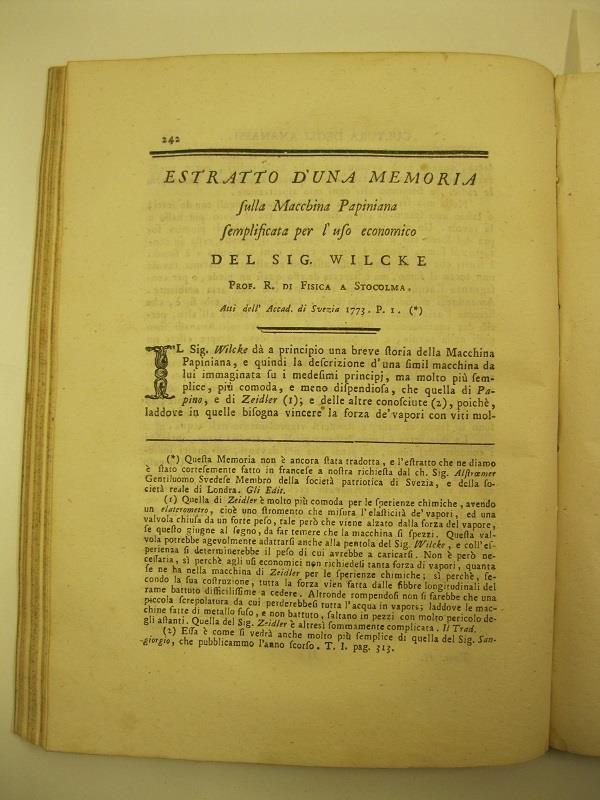 242
ESTRATTO D'UNA MEMORIA
ſulla Macchina Papiniana
ſemplificata per l'uſo economico
DEL SIG. WILCKE
PROF. R. DI FISICA A STOCOLMA.
Atti dell' Accad. di Svezia 1773. P. 1. (*)
IL Sig. Wilcke dà a principio una breve ſtoria della Macchina
Papiniana, e quindi la deſcrizione d'una ſimil macchina da
lui immaginata ſu i medeſimi principj, ma molto più ſem-
plice, più comoda, e meno diſpendioſa, che quella di Pa-
pino, e di Zeidler (1); e delle altre conoſciute (2), poichè,
laddove in quelle biſogna vincere la forza de' vapori con viti mol-
(*) Queſta Memoria non è ancora ſtata tradotta, e l'eſtratto che ne diamo
è ſtato corteſemente fatto in franceſe a noſtra richieſta dal ch. Sig. Alſtrœmer
Gentiluomo Svedeſe Membro della ſocietà patriotica di Svezia, e della ſo-
cietà reale di Londra. Gli Edit.
(1) Quella di Zeidler è molto più comoda per le ſperienze chimiche, avendo
un elaterometro, cioè uno ſtromento che miſura l'elaſticità de' vapori, ed una
valvola chiuſa da un forte peſo, tale però che viene alzato dalla forza del vapore,
ſe queſto giugne al ſegno, da far temere che la macchina ſi ſpezzi. Queſta val-
vola potrebbe agevolmente adattarſi anche alla pentola del Sig. Wilcke, e coll'eſ-
perienza ſi determinerebbe il peſo di cui avrebbe a caricarſi. Non è però ne-
ceſſaria, sì perchè agli uſi economici non richiedeſi tanta forza di vapori, quanta
ſe ne ha nella macchina di Zeidler per le ſperienze chimiche; sì perchè, ſe-
condo la ſua coſtruzione, tutta la forza vien fatta dalle fibbre longitudinali del
rame battuto difficiliſſime a cedere. Altronde rompendoſi non ſi farebbe che una
piccola ſcrepolatura da cui perderebbeſi tutta l'acqua in vapori; laddove le mac-
chine fatte di metallo fuſo, e non battuto, ſaltano in pezzi con molto pericolo de-
gli aſtanti. Quella del Sig. Zeidler è altresì ſommamente complicata. Il Trad.
(2) Eſſa è come ſi vedrà anche molto più ſemplice di quella del Sig. San-
giorgio, che pubblicammo l'anno ſcorſo. T. I. pag. 313.